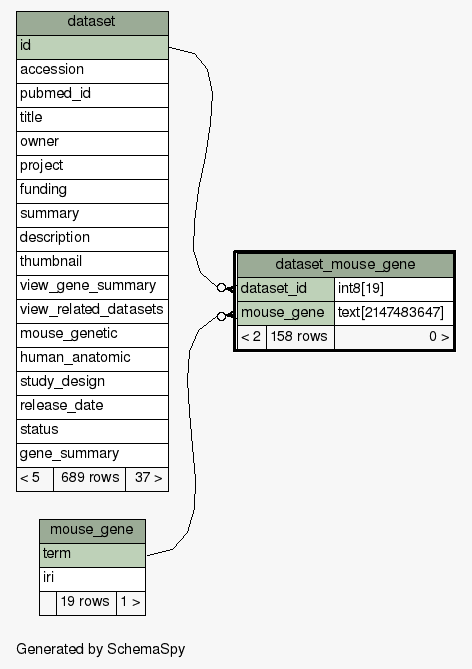 dataset
id
accession
pubmed_id
title
owner
project
funding
summary
description
thumbnail
view_gene_summary
view_related_datasets
mouse_genetic
human_anatomic
study_design
release_date
status
gene_summary
< 5 689 rows 37 >
dataset_mouse_gene
dataset_id int8[19]
mouse_gene text[2147483647]
< 2 158 rows 0 >
mouse_gene
term
iri
19 rows 1 >
Generated by SchemaSpy